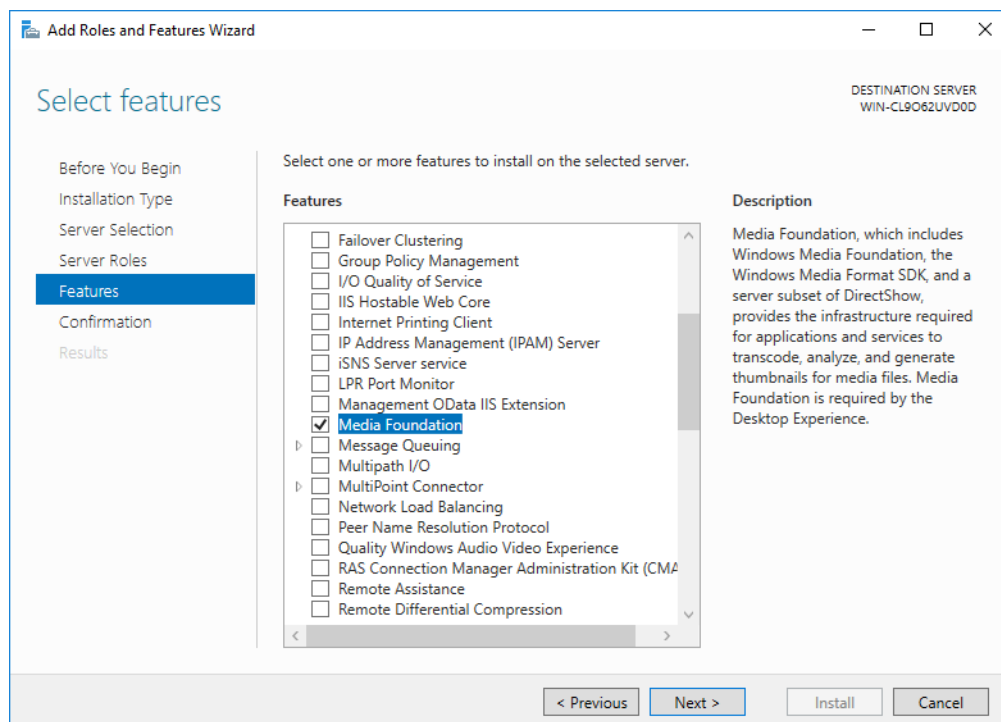 Add Roles and Features Wizard
Select features
DESTINATION SERVER
WIN-CL9O62UVD0D
Before You Begin
Installation Type
Server Selection
Server Roles
Features
Confirmation
Results
Select one or more features to install on the selected server.
Features
Failover Clustering
Group Policy Management
I/O Quality of Service
IIS Hostable Web Core
Internet Printing Client
IP Address Management (IPAM) Server
iSNS Server service
LPR Port Monitor
Management OData IIS Extension
Media Foundation
Message Queuing
Multipath I/O
MultiPoint Connector
Network Load Balancing
Peer Name Resolution Protocol
Quality Windows Audio Video Experience
RAS Connection Manager Administration Kit (CMA
Remote Assistance
Remote Differential Compression
Description
Media Foundation, which includes
Windows Media Foundation, the
Windows Media Format SDK, and a
server subset of DirectShow,
provides the infrastructure required
for applications and services to
transcode, analyze, and generate
thumbnails for media files. Media
Foundation is required by the
Desktop Experience.
< Previous
Next >
Install
Cancel